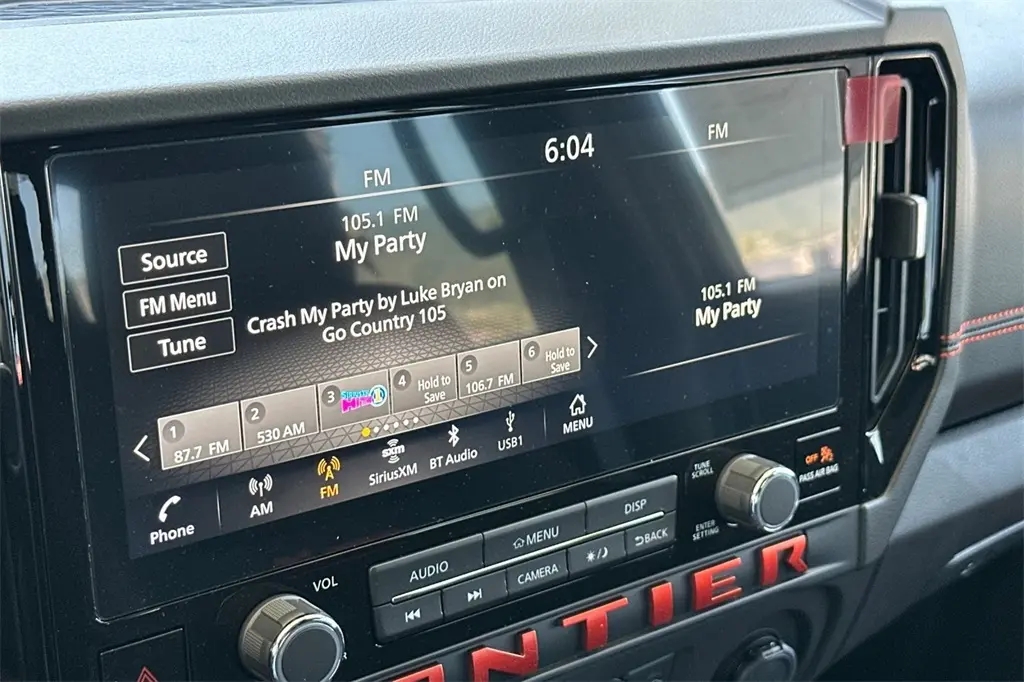 6:04
FM
FM
105.1 FM
My Party
Source
FM Menu
Tune
Crash My Party by Luke Bryan on
Go Country 105
105.1 FM
My Party
1
87.7 FM
2
530 AM
3
4
Hold to
Save
5
106.7 FM
6
Hold to
Save
Phone
AM
FM
sxm
SiriusXM
BT Audio
USB1
MENU
TUNE
SCROLL
OFF
PASS AIR BAG
ENTER
SETTING
VOL
AUDIO
MENU
DISP
CAMERA
BACK
NTIER